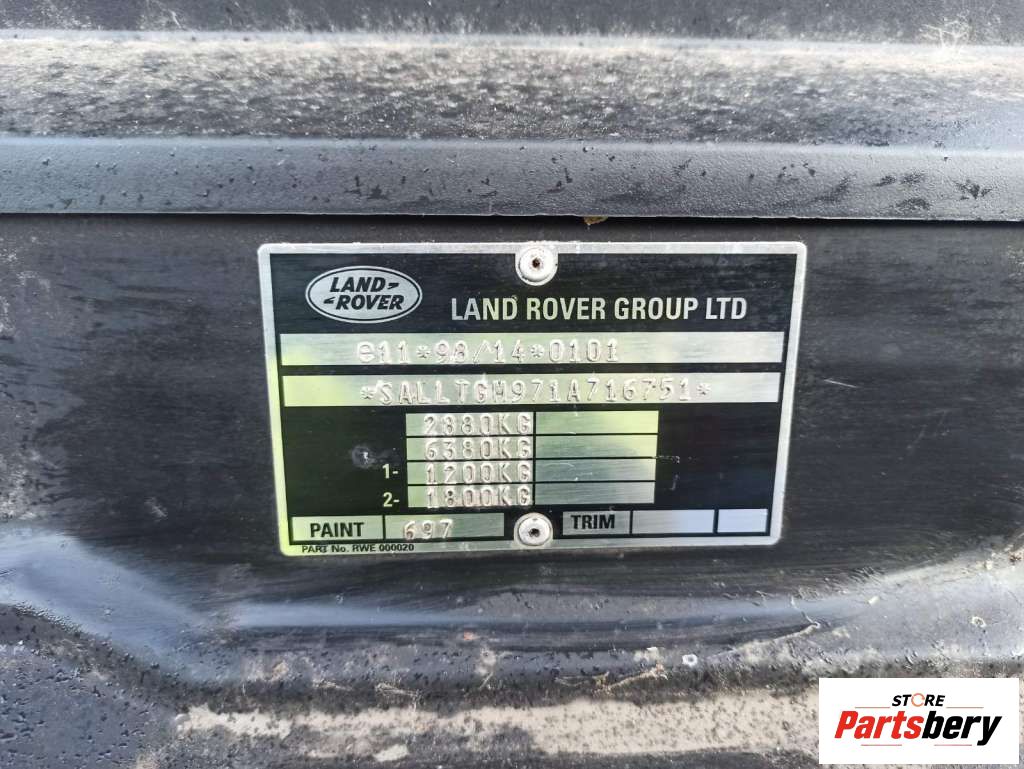 LAND-
-ROVER
LAND ROVER GROUP LTD
e11*98/14*0101
*SALLTGM971A716751*
2880KG
6380KG
1- 1200KG
2- 1800KG
PAINT 697 TRIM
PART No. RWE 000020
STORE
Partsbery